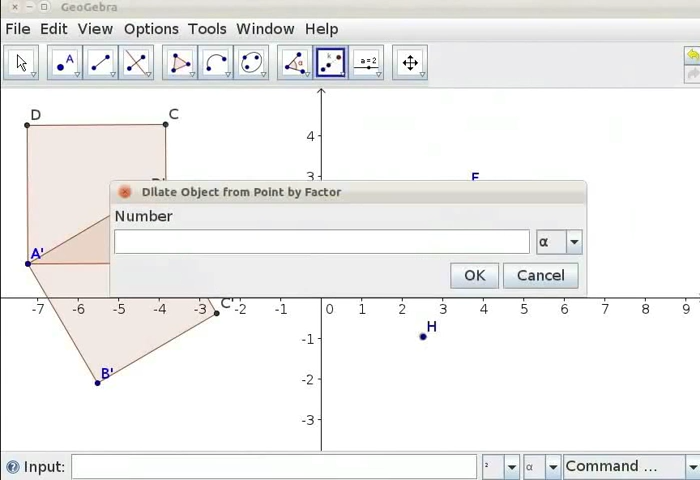 GeoGebra
File Edit View Options Tools Window Help
A
α
a=2
D
C
4
3
Dilate Object from Point by Factor
Number
α
OK Cancel
A'
-7 -6 -5 -4 -3 -2 -1 0 1 2 3 4 5 6 7 8 9
C'
H
-1
B'
-2
-3
Input:
α
Command ...